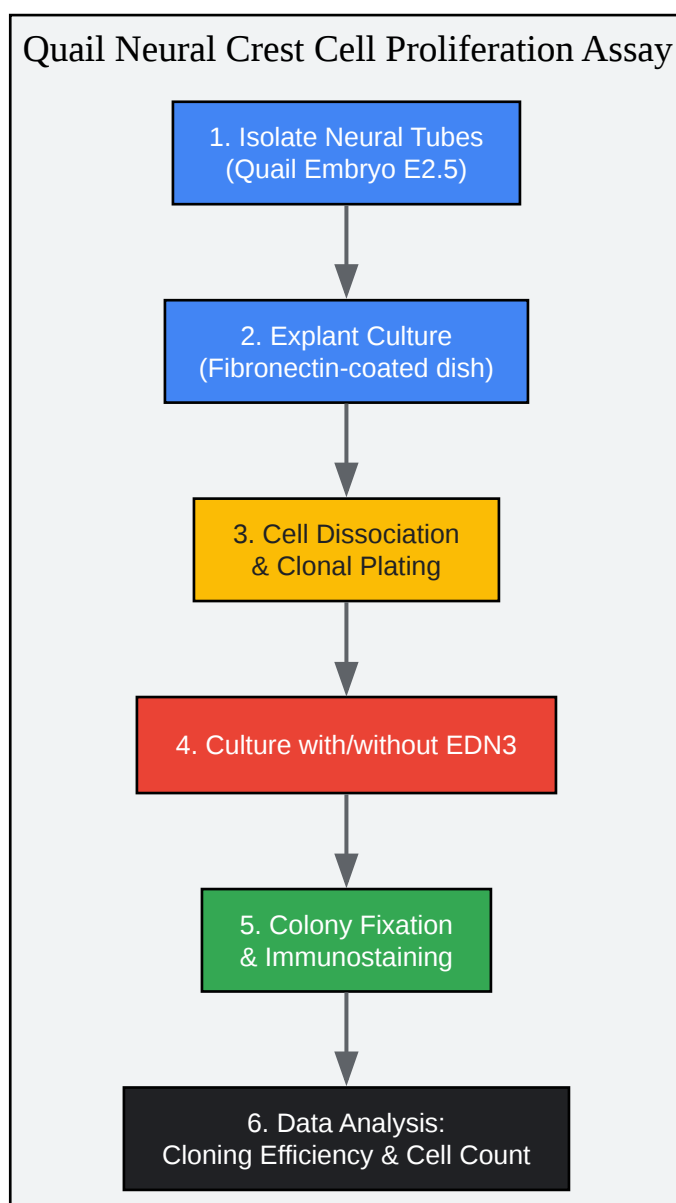 Quail Neural Crest Cell Proliferation Assay
1. Isolate Neural Tubes
(Quail Embryo E2.5)
2. Explant Culture
(Fibronectin-coated dish)
3. Cell Dissociation
& Clonal Plating
4. Culture with/without EDN3
5. Colony Fixation
& Immunostaining
6. Data Analysis:
Cloning Efficiency & Cell Count